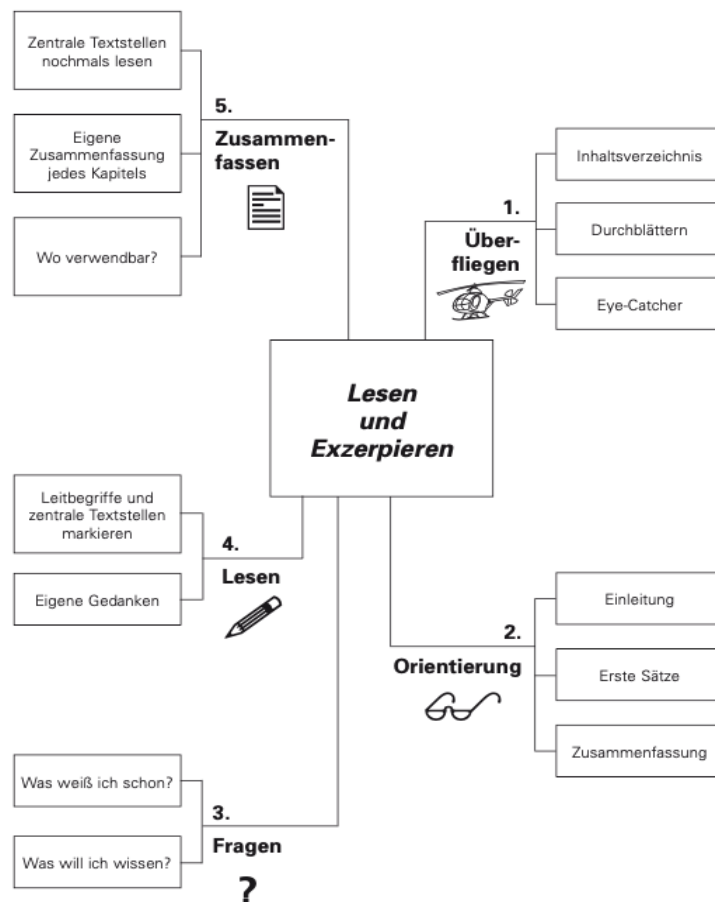 Lesen
und
Exzerpieren
1.
Über-
fliegen
Inhaltsverzeichnis
Durchblättern
Eye-Catcher
2.
Orientierung
Einleitung
Erste Sätze
Zusammenfassung
3.
Fragen
?
Was weiß ich schon?
Was will ich wissen?
4.
Lesen
Leitbegriffe und
zentrale Textstellen
markieren
Eigene Gedanken
5.
Zusammen-
fassen
Zentrale Textstellen
nochmals lesen
Eigene
Zusammenfassung
jedes Kapitels
Wo verwendbar?